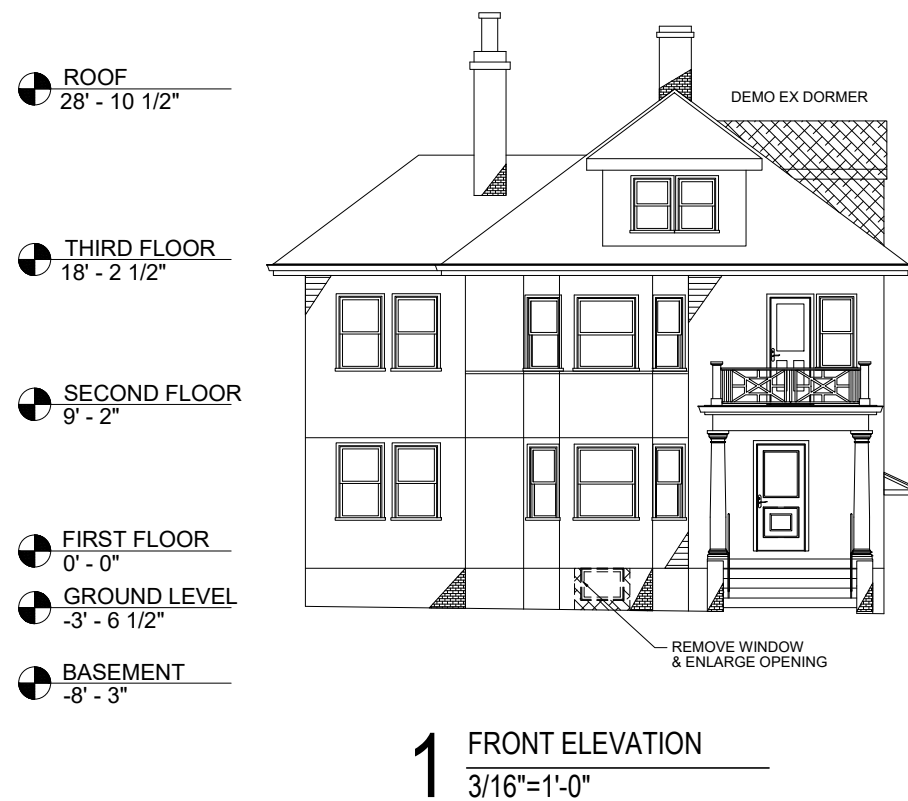 ROOF
28' - 10 1/2"
DEMO EX DORMER
THIRD FLOOR
18' - 2 1/2"
SECOND FLOOR
9' - 2"
FIRST FLOOR
0' - 0"
GROUND LEVEL
-3' - 6 1/2"
REMOVE WINDOW
& ENLARGE OPENING
BASEMENT
-8' - 3"
1 FRONT ELEVATION
3/16"=1'-0"